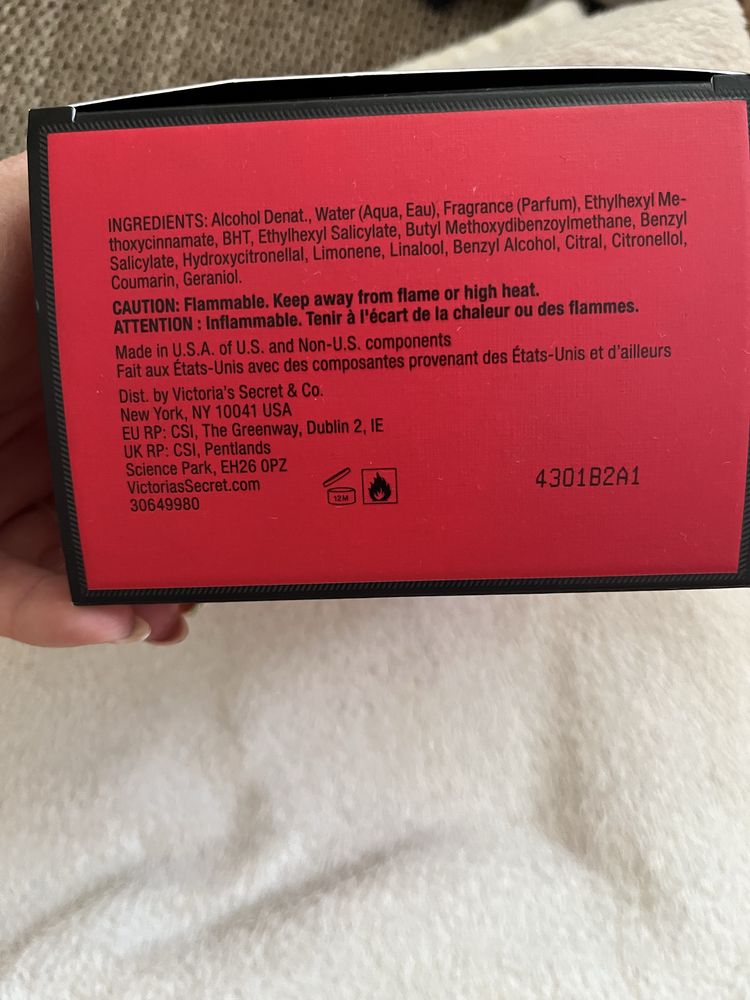 INGREDIENTS: Alcohol Denat., Water (Aqua, Eau), Fragrance (Parfum), Ethylhexyl Me-
thoxycinnamate, BHT, Ethylhexyl Salicylate, Butyl Methoxydibenzoylmethane, Benzyl
Salicylate, Hydroxycitronellal, Limonene, Linalool, Benzyl Alcohol, Citral, Citronellol,
Coumarin, Geraniol.
CAUTION: Flammable. Keep away from flame or high heat.
ATTENTION : Inflammable. Tenir à l'écart de la chaleur ou des flammes.
Made in U.S.A. of U.S. and Non-U.S. components
Fait aux États-Unis avec des composantes provenant des États-Unis et d'ailleurs
Dist. by Victoria's Secret & Co.
New York, NY 10041 USA
EU RP: CSI, The Greenway, Dublin 2, IE
UK RP: CSI, Pentlands
Science Park, EH26 0PZ
VictoriasSecret.com
30649980
12M
4301B2A1